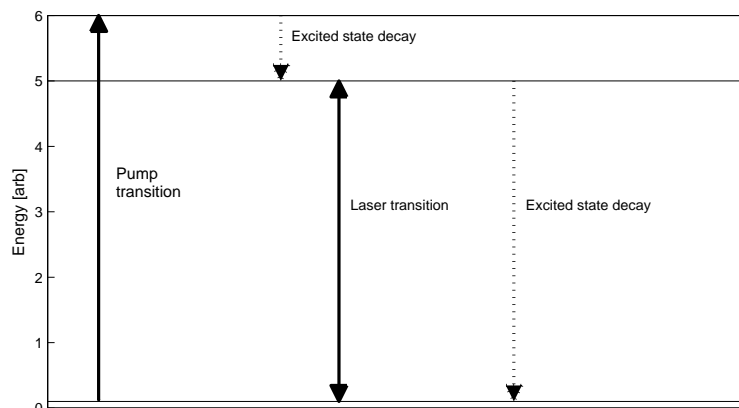 6
Excited state decay
5
4
Pump
transition
3
Laser transition
Excited state decay
2
1
0
Energy [arb]